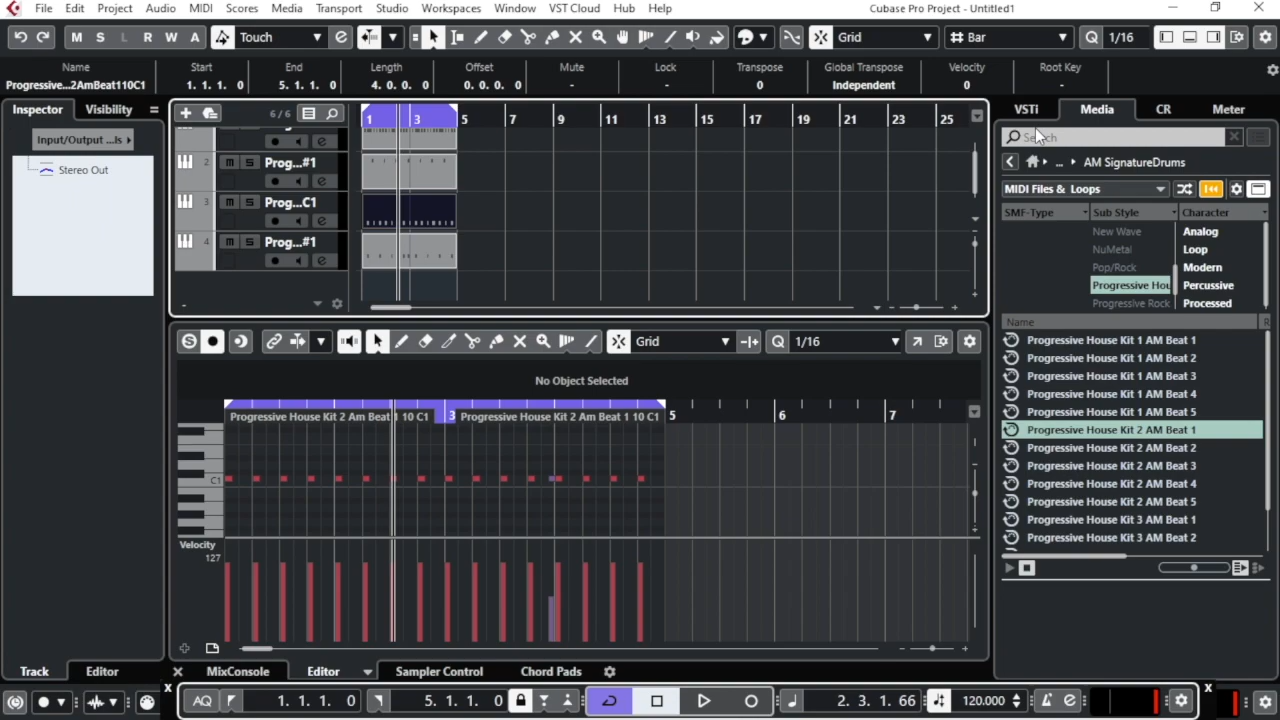 File Edit Project Audio MIDI Scores Media Transport Studio Workspaces Window VST Cloud Hub Help Cubase Pro Project - Untitled1
M S L R W A Touch Grid Bar Q 1/16
Name Start End Length Offset Mute Lock Transpose Global Transpose Velocity Root Key
Progressive...2AmBeat110C1 1. 1. 1. 0 5. 1. 1. 0 4. 0. 0. 0 0. 0. 0. 0 - - 0 Independent 0 -
Inspector Visibility 6 / 6 1 3 5 7 9 11 13 15 17 19 21 23 25 VSTi Media CR Meter
Input/Output ...is Search
2 m S Prog...#1 ... AM SignatureDrums
Stereo Out
MIDI Files & Loops
3 m S Prog...C1 SMF-Type Sub Style Character
New Wave Analog
4 m S Prog...#1 NuMetal Loop
Pop/Rock Modern
Progressive Hou Percussive
Progressive Rock Processed
Name R
Grid Q 1/16 Progressive House Kit 1 AM Beat 1
Progressive House Kit 1 AM Beat 2
No Object Selected Progressive House Kit 1 AM Beat 3
Progressive House Kit 1 AM Beat 4
Progressive House Kit 2 Am Beat 1 10 C1 3 Progressive House Kit 2 Am Beat 1 10 C1 5 6 7 Progressive House Kit 1 AM Beat 5
Progressive House Kit 2 AM Beat 1
Progressive House Kit 2 AM Beat 2
Progressive House Kit 2 AM Beat 3
C1 Progressive House Kit 2 AM Beat 4
Progressive House Kit 2 AM Beat 5
Progressive House Kit 3 AM Beat 1
Velocity Progressive House Kit 3 AM Beat 2
127
Track Editor MixConsole Editor Sampler Control Chord Pads
AQ 1. 1. 1. 0 5. 1. 1. 0 2. 3. 1. 66 120.000